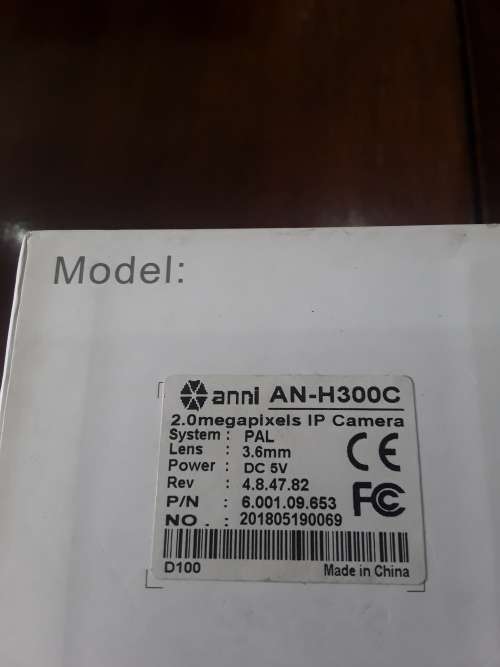 Model:
anni AN-H300C
2.0megapixels IP Camera
System : PAL
Lens : 3.6mm
Power : DC 5V
Rev : 4.8.47.82
P/N : 6.001.09.653
NO. : 201805190069
CE
FC
D100
Made in China